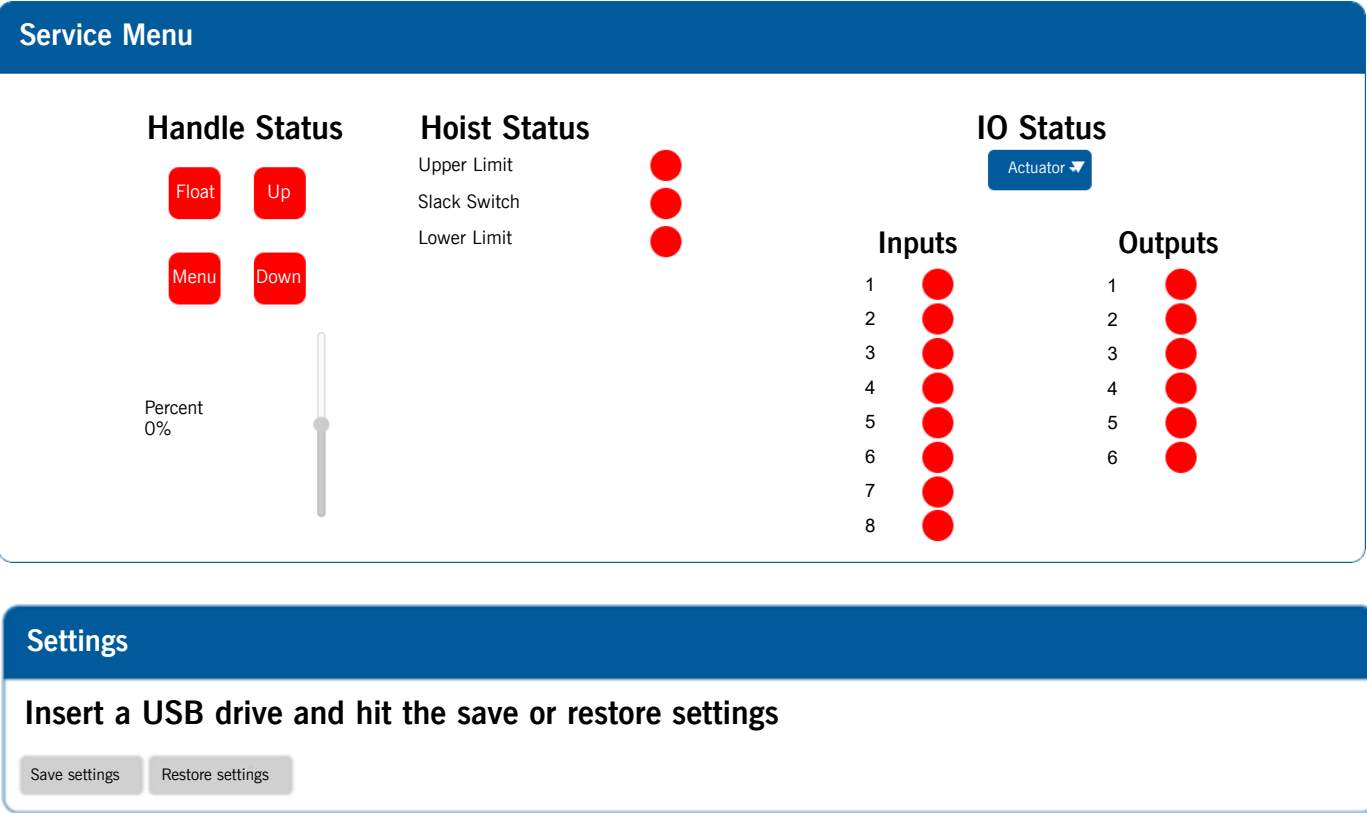 Service Menu
Handle Status
Float
Up
Menu
Down
Percent
0%
Hoist Status
Upper Limit
Slack Switch
Lower Limit
IO Status
Actuator
Inputs
1
2
3
4
5
6
7
8
Outputs
1
2
3
4
5
6
Settings
Insert a USB drive and hit the save or restore settings
Save settings
Restore settings